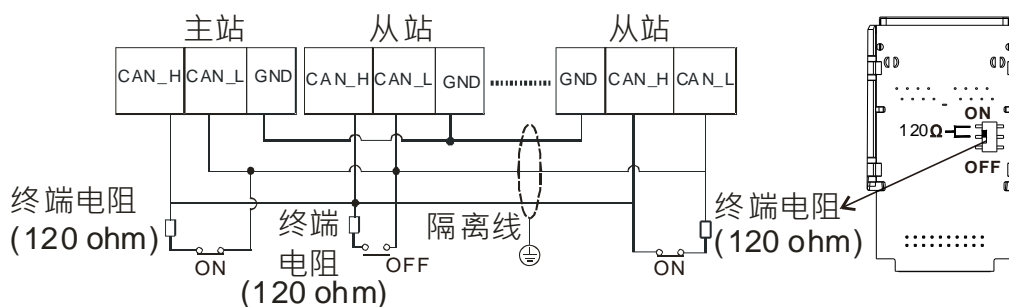 主站
从站
从站
CAN_H CAN_L GND
CAN_H CAN_L GND
GND CAN_H CAN_L
ON
120Ω
OFF
终端电阻
(120 ohm)
ON
终端
电阻
(120 ohm)
OFF
隔离线
ON
终端电阻
(120 ohm)